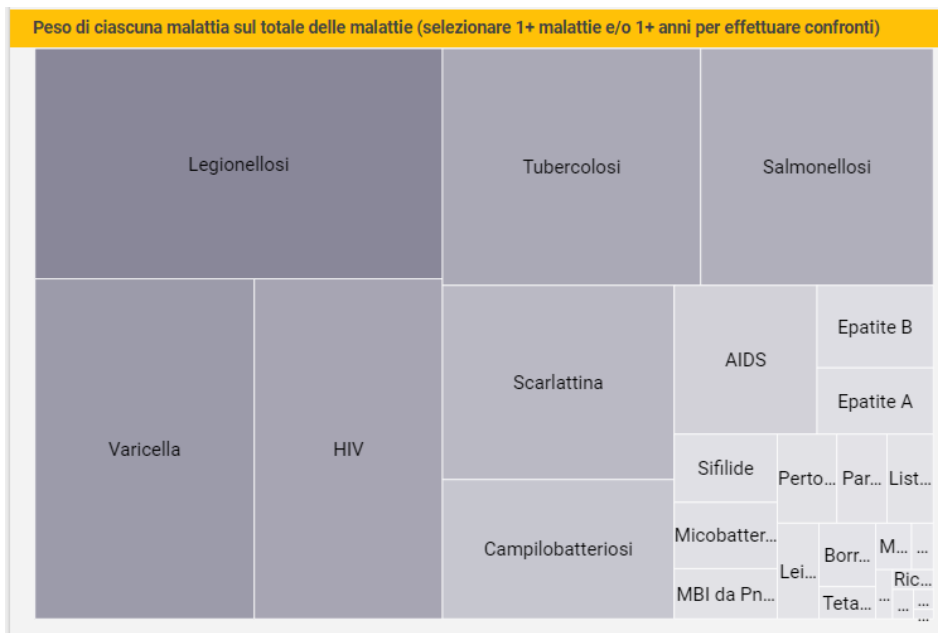 Peso di ciascuna malattia sul totale delle malattie (selezionare 1+ malattie e/o 1+ anni per effettuare confronti)
Legionellosi
Tubercolosi
Salmonellosi
Varicella
HIV
Scarlattina
Campilobatteriosi
AIDS
Epatite B
Epatite A
Sifilide
Micobatter...
MBI da Pn...
Perto...
Par...
List...
Lei...
Borr...
Teta...
M...
...
Ric...
...
...
...
...